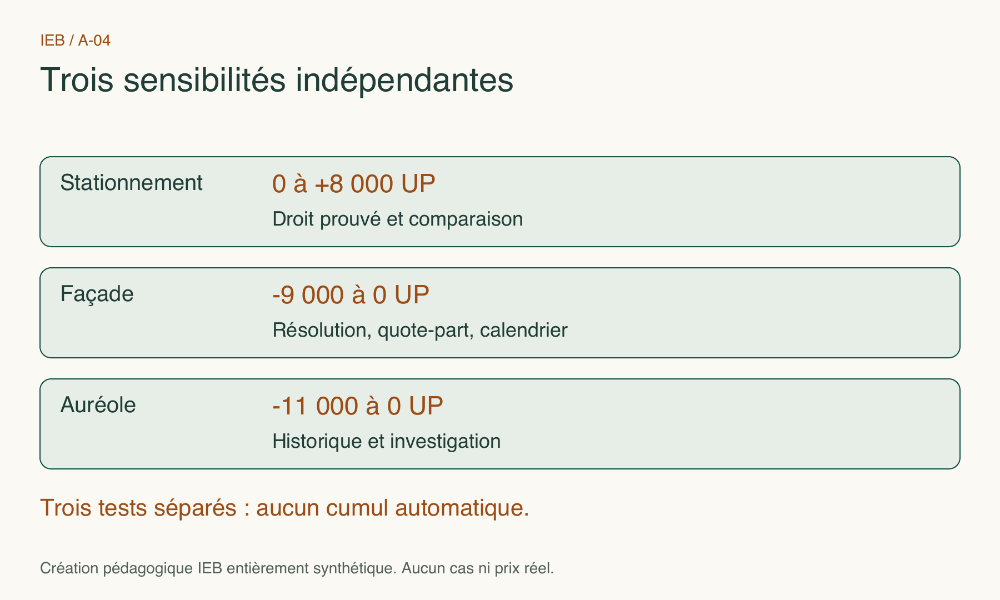 IEB / A-04
Trois sensibilités indépendantes
Stationnement
0 à +8 000 UP
Droit prouvé et comparaison
Façade
-9 000 à 0 UP
Résolution, quote-part, calendrier
Auréole
-11 000 à 0 UP
Historique et investigation
Trois tests séparés : aucun cumul automatique.
Création pédagogique IEB entièrement synthétique. Aucun cas ni prix réel.